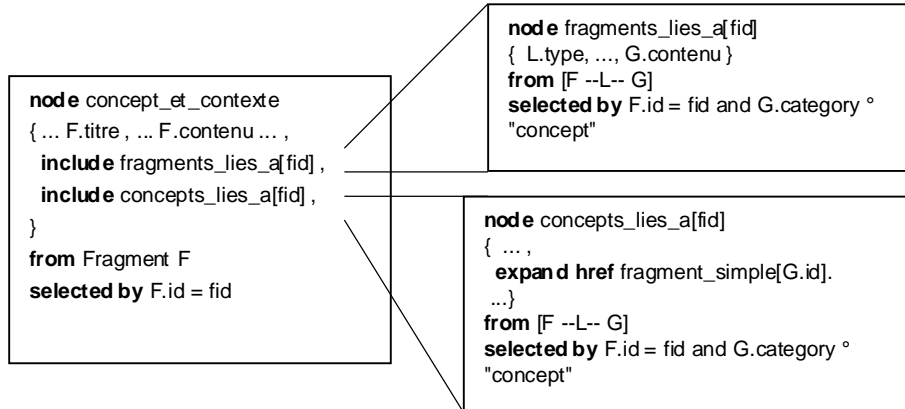 node concept_et_contexte
{ ... F.titre , ... F.contenu ... ,
include fragments_lies_a[fid] ,
include concepts_lies_a[fid] ,
}
from Fragment F
selected by F.id = fid
node fragments_lies_a[fid]
{ L.type, ..., G.contenu }
from [F --L-- G]
selected by F.id = fid and G.category °
"concept"
node concepts_lies_a[fid]
{ ... ,
expand href fragment_simple[G.id].
...}
from [F --L-- G]
selected by F.id = fid and G.category °
"concept"